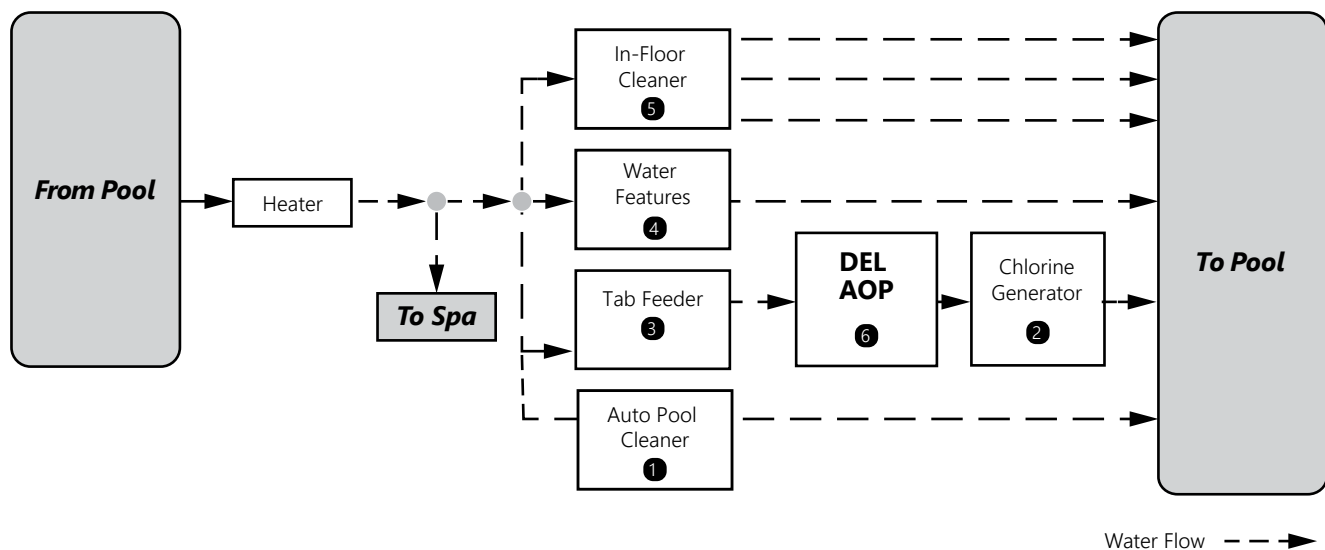 From Pool
Heater
To Spa
In-Floor
Cleaner
5
Water
Features
4
Tab Feeder
3
DEL
AOP
6
Chlorine
Generator
2
Auto Pool
Cleaner
1
To Pool
Water Flow